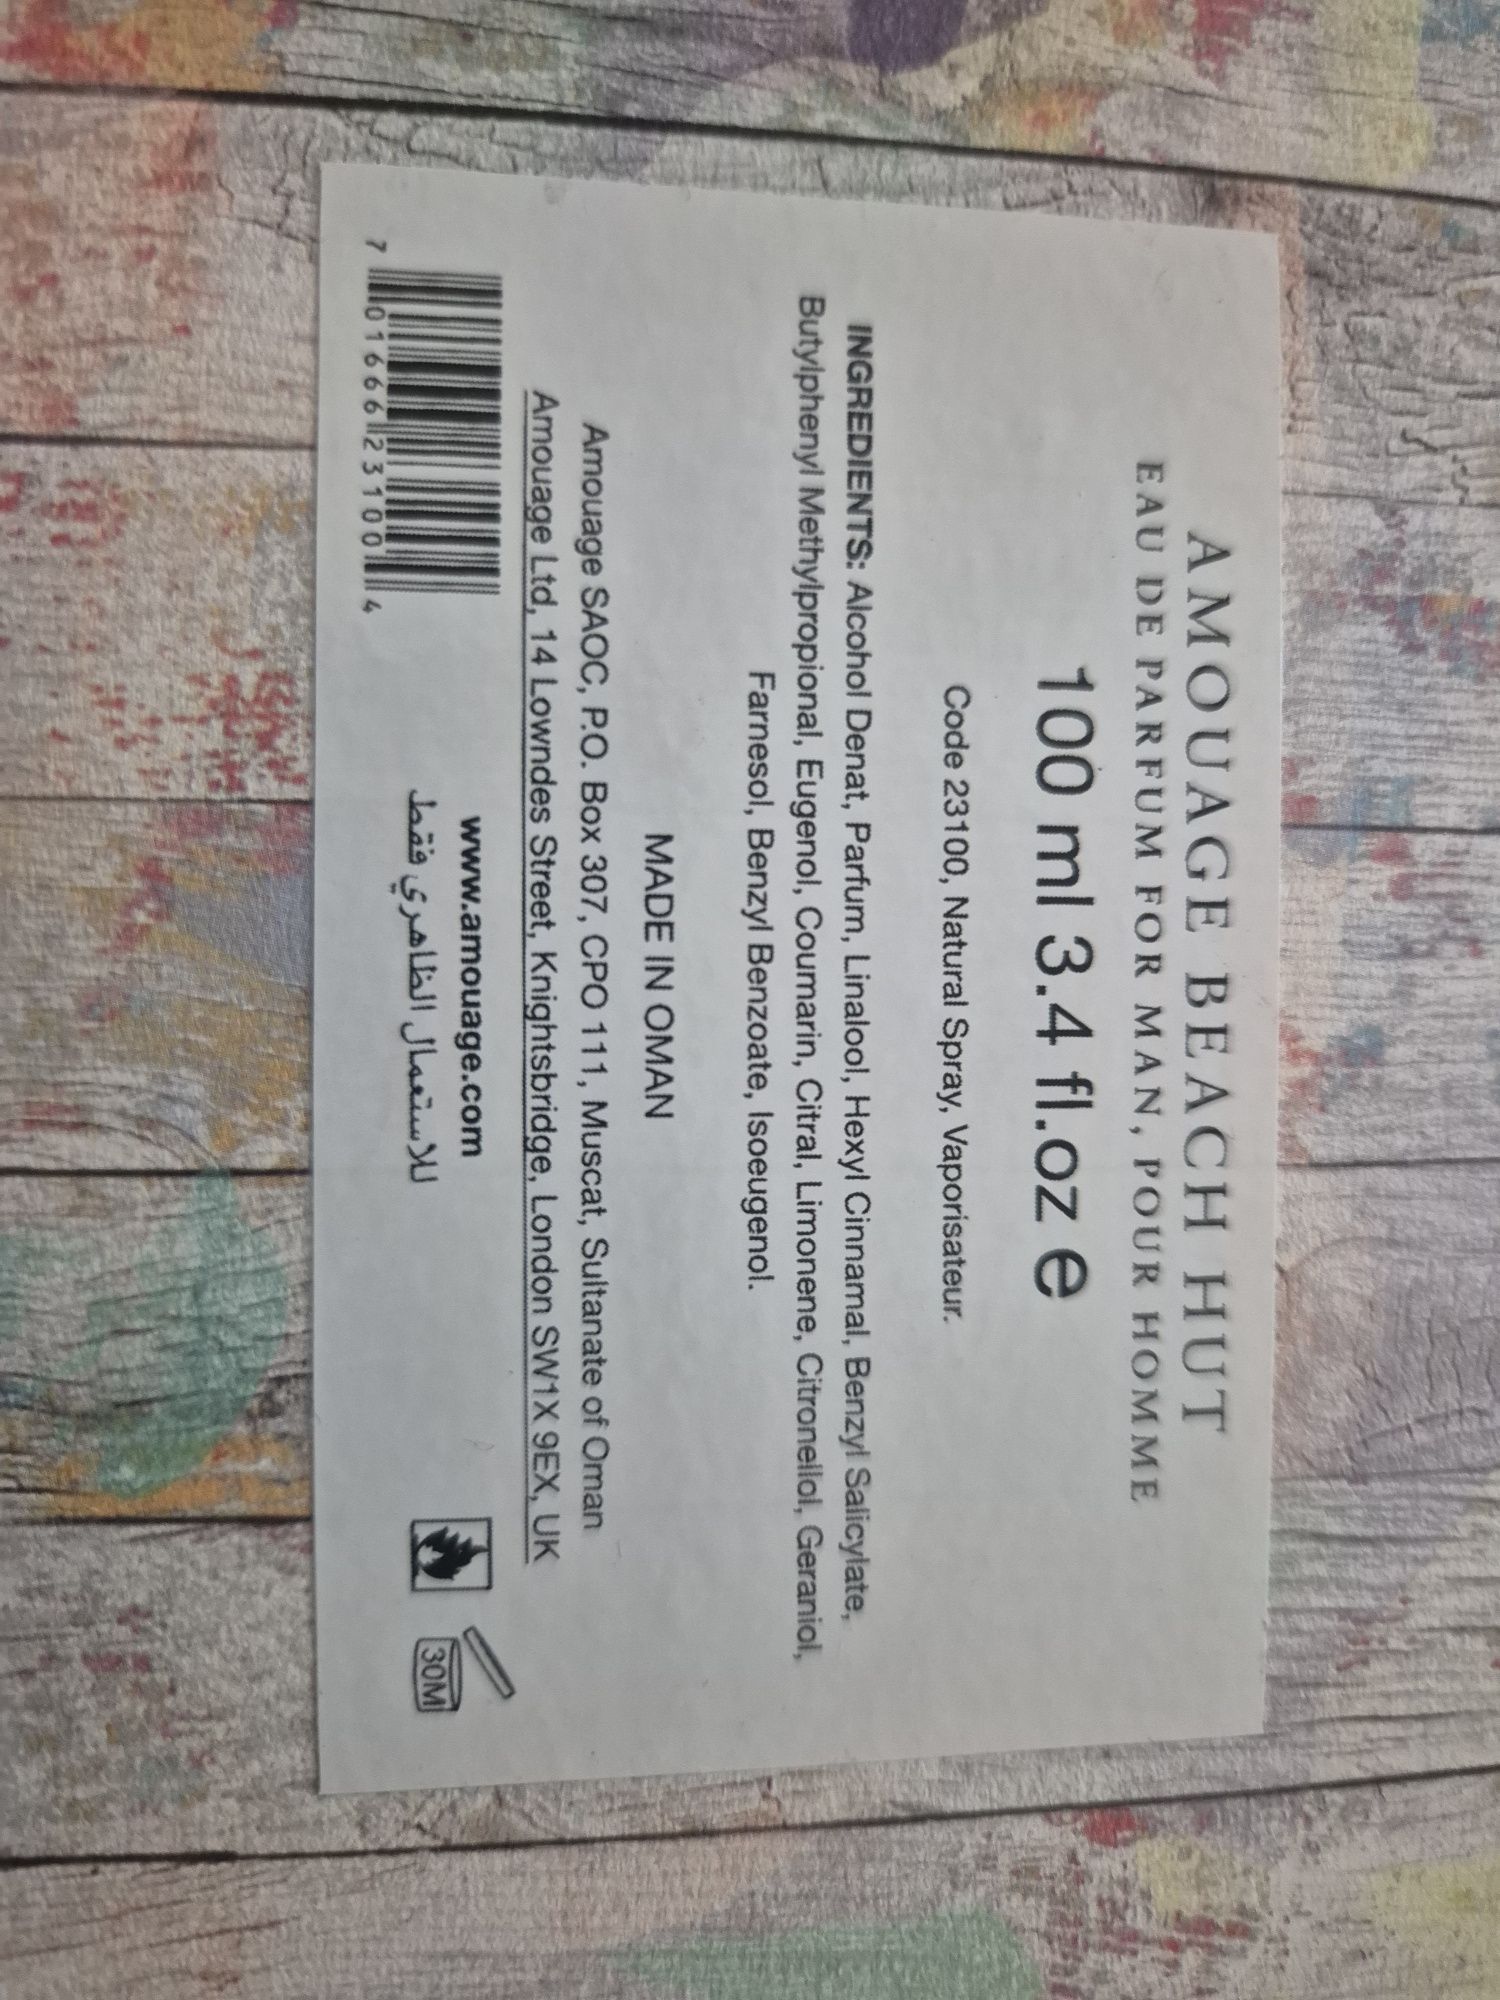 AMOUAGE BEACH HUT
EAU DE PARFUM FOR MAN, POUR HOMME
100 ml 3.4 fl.oz e
Code 23100, Natural Spray, Vaporisateur.
INGREDIENTS: Alcohol Denat, Parfum, Linalool, Hexyl Cinnamal, Benzyl Salicylate,
Butylphenyl Methylpropional, Eugenol, Coumarin, Citral, Limonene, Citronellol, Geraniol,
Farnesol, Benzyl Benzoate, Isoeugenol.
MADE IN OMAN
Amouage SAOC, P.O. Box 307, CPO 111, Muscat, Sultanate of Oman
Amouage Ltd, 14 Lowndes Street, Knightsbridge, London SW1X 9EX, UK
www.amouage.com
للاستعمال الظاهري فقط
7 016662 31004
30M